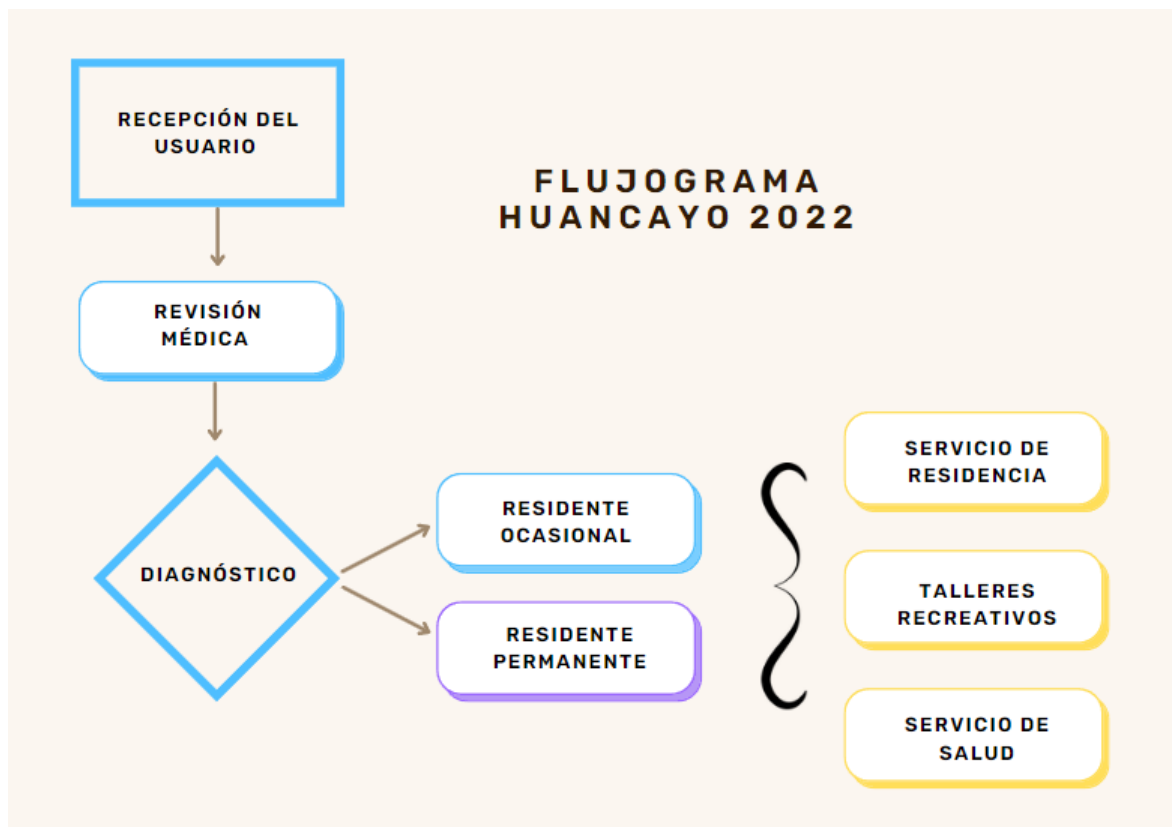 RECEPCIÓN DEL
USUARIO
FLUJOGRAMA
HUANCAYO 2022
REVISIÓN
MÉDICA
DIAGNÓSTICO
RESIDENTE
OCASIONAL
RESIDENTE
PERMANENTE
SERVICIO DE
RESIDENCIA
TALLERES
RECREATIVOS
SERVICIO DE
SALUD